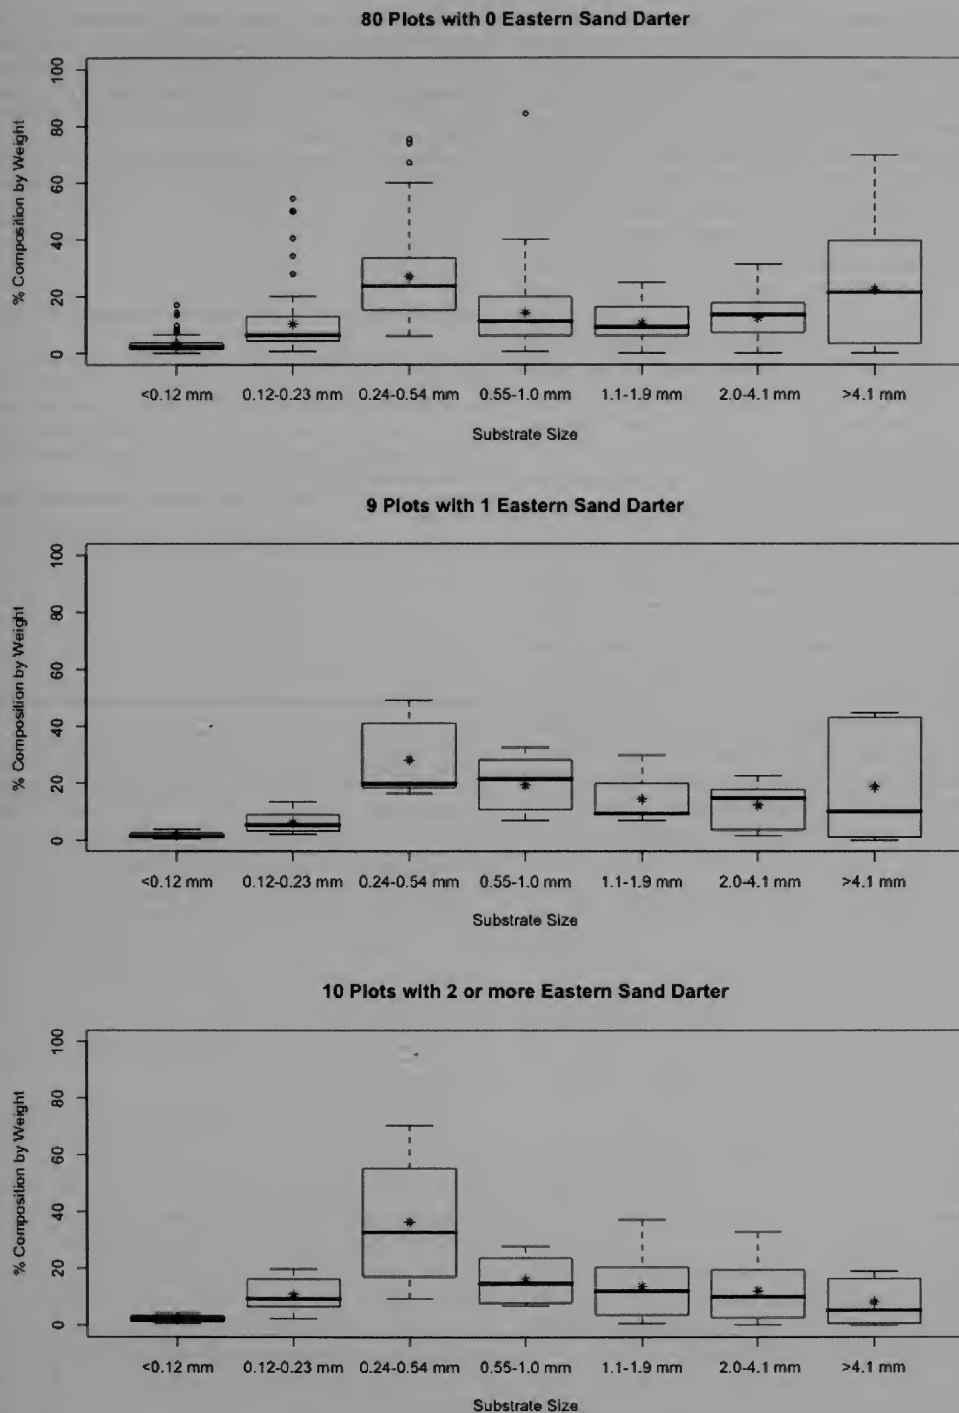 80 Plots with 0 Eastern Sand Darter
% Composition by Weight
100
80
60
40
20
0
<0.12 mm 0.12-0.23 mm 0.24-0.54 mm 0.55-1.0 mm 1.1-1.9 mm 2.0-4.1 mm >4.1 mm
Substrate Size
9 Plots with 1 Eastern Sand Darter
% Composition by Weight
100
80
60
40
20
0
<0.12 mm 0.12-0.23 mm 0.24-0.54 mm 0.55-1.0 mm 1.1-1.9 mm 2.0-4.1 mm >4.1 mm
Substrate Size
10 Plots with 2 or more Eastern Sand Darter
% Composition by Weight
100
80
60
40
20
0
<0.12 mm 0.12-0.23 mm 0.24-0.54 mm 0.55-1.0 mm 1.1-1.9 mm 2.0-4.1 mm >4.1 mm
Substrate Size